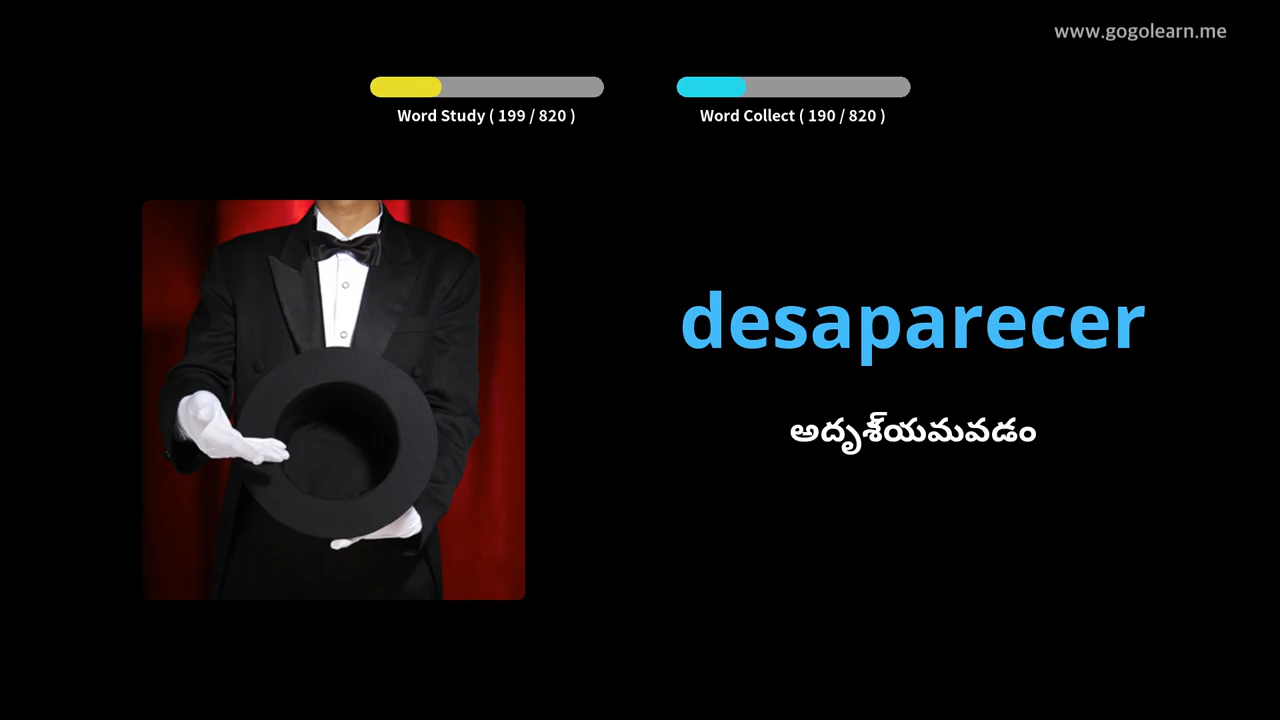 www.gogolearn.me
Word Study ( 199 / 820 )
Word Collect ( 190 / 820 )
desaparecer
అదృశ్యమవడం